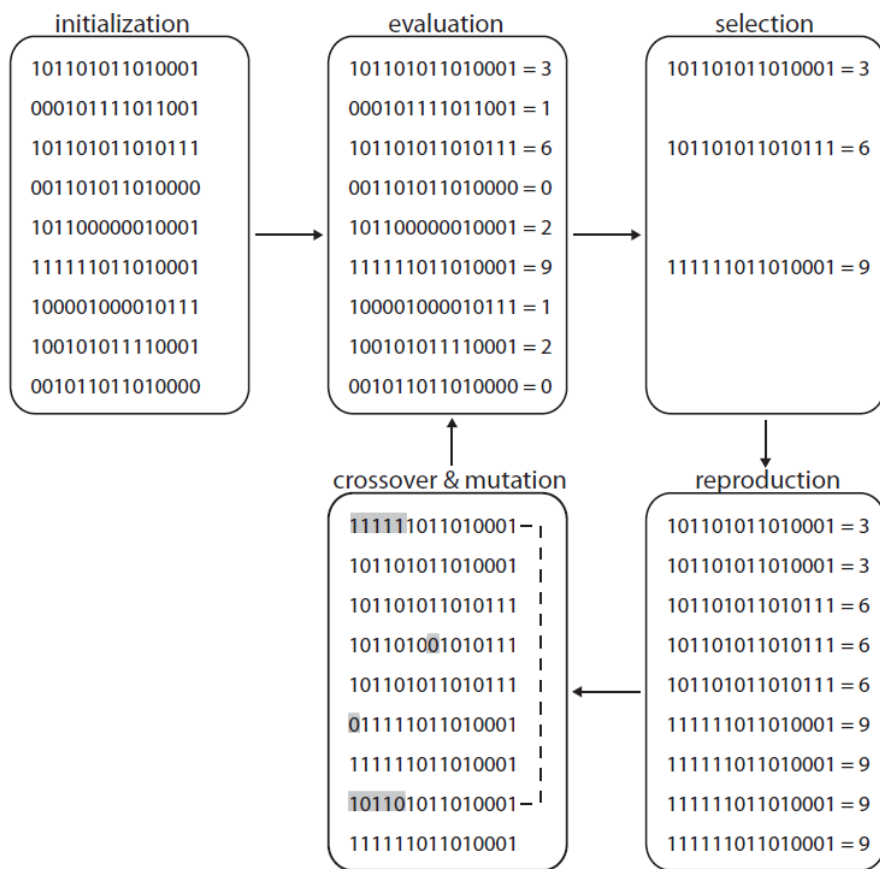 initialization
101101011010001
000101111011001
101101011010111
001101011010000
101100000010001
111111011010001
100001000010111
100101011110001
001011011010000
evaluation
101101011010001 = 3
000101111011001 = 1
101101011010111 = 6
001101011010000 = 0
101100000010001 = 2
111111011010001 = 9
100001000010111 = 1
100101011110001 = 2
001011011010000 = 0
selection
101101011010001 = 3
101101011010111 = 6
111111011010001 = 9
crossover & mutation
111111011010001
101101011010001
101101011010111
101101001010111
101101011010111
011111011010001
111111011010001
101101011010001
111111011010001
reproduction
101101011010001 = 3
101101011010001 = 3
101101011010111 = 6
101101011010111 = 6
101101011010111 = 6
111111011010001 = 9
111111011010001 = 9
111111011010001 = 9
111111011010001 = 9